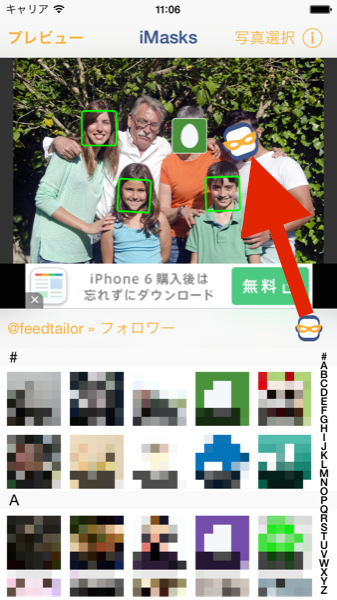 キャリア 11:06
プレビュー iMasks 写真選択 i
iPhone 6 購入後は
忘れずにダウンロード
無料
@feedtailor » フォロワー
#
A
#
A
B
C
D
E
F
G
H
I
J
K
L
M
N
O
P
Q
R
S
T
U
V
W
X
Y
Z